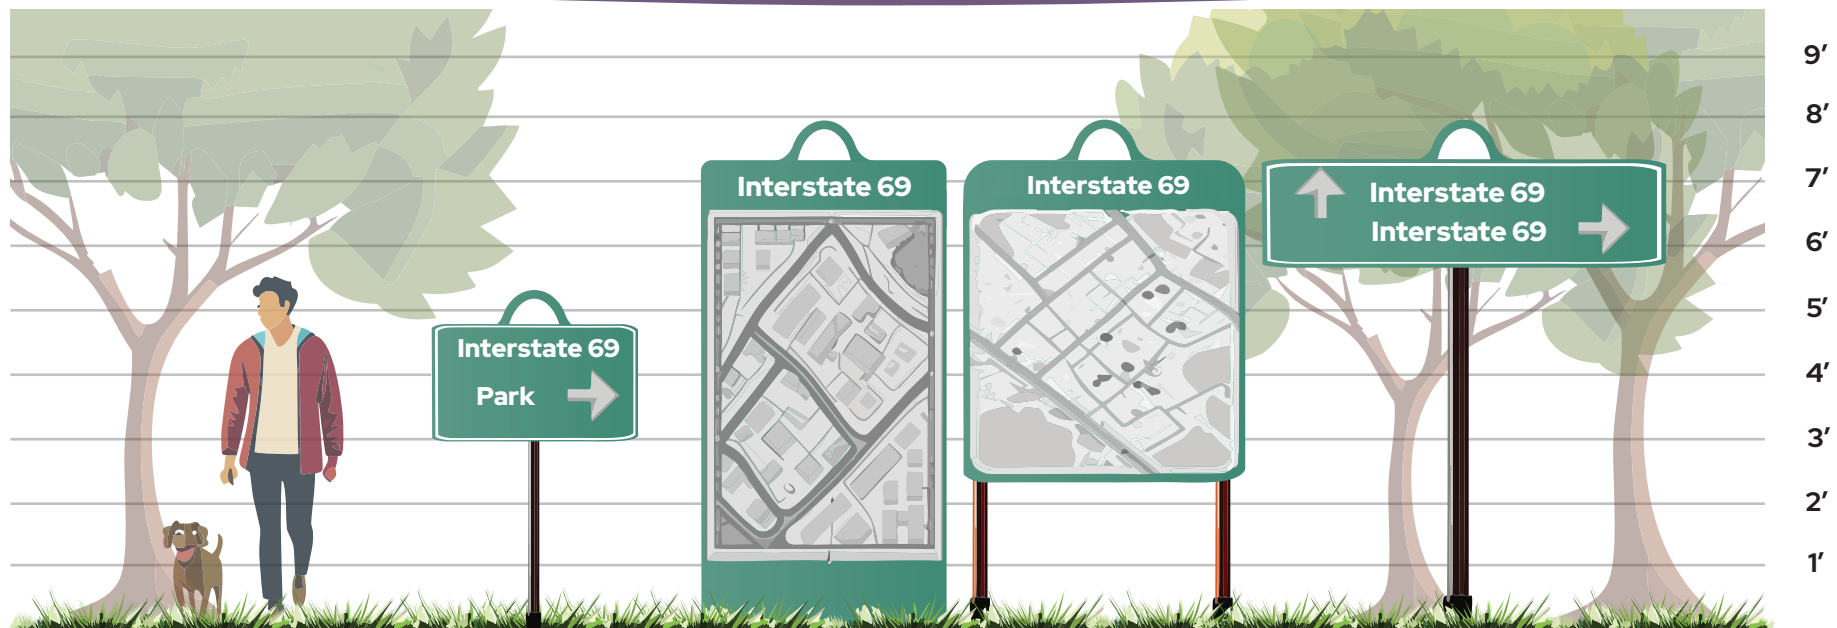 Interstate 69
Park
Interstate 69
Interstate 69
Interstate 69
Interstate 69
9'
8'
7'
6'
5'
4'
3'
2'
1'